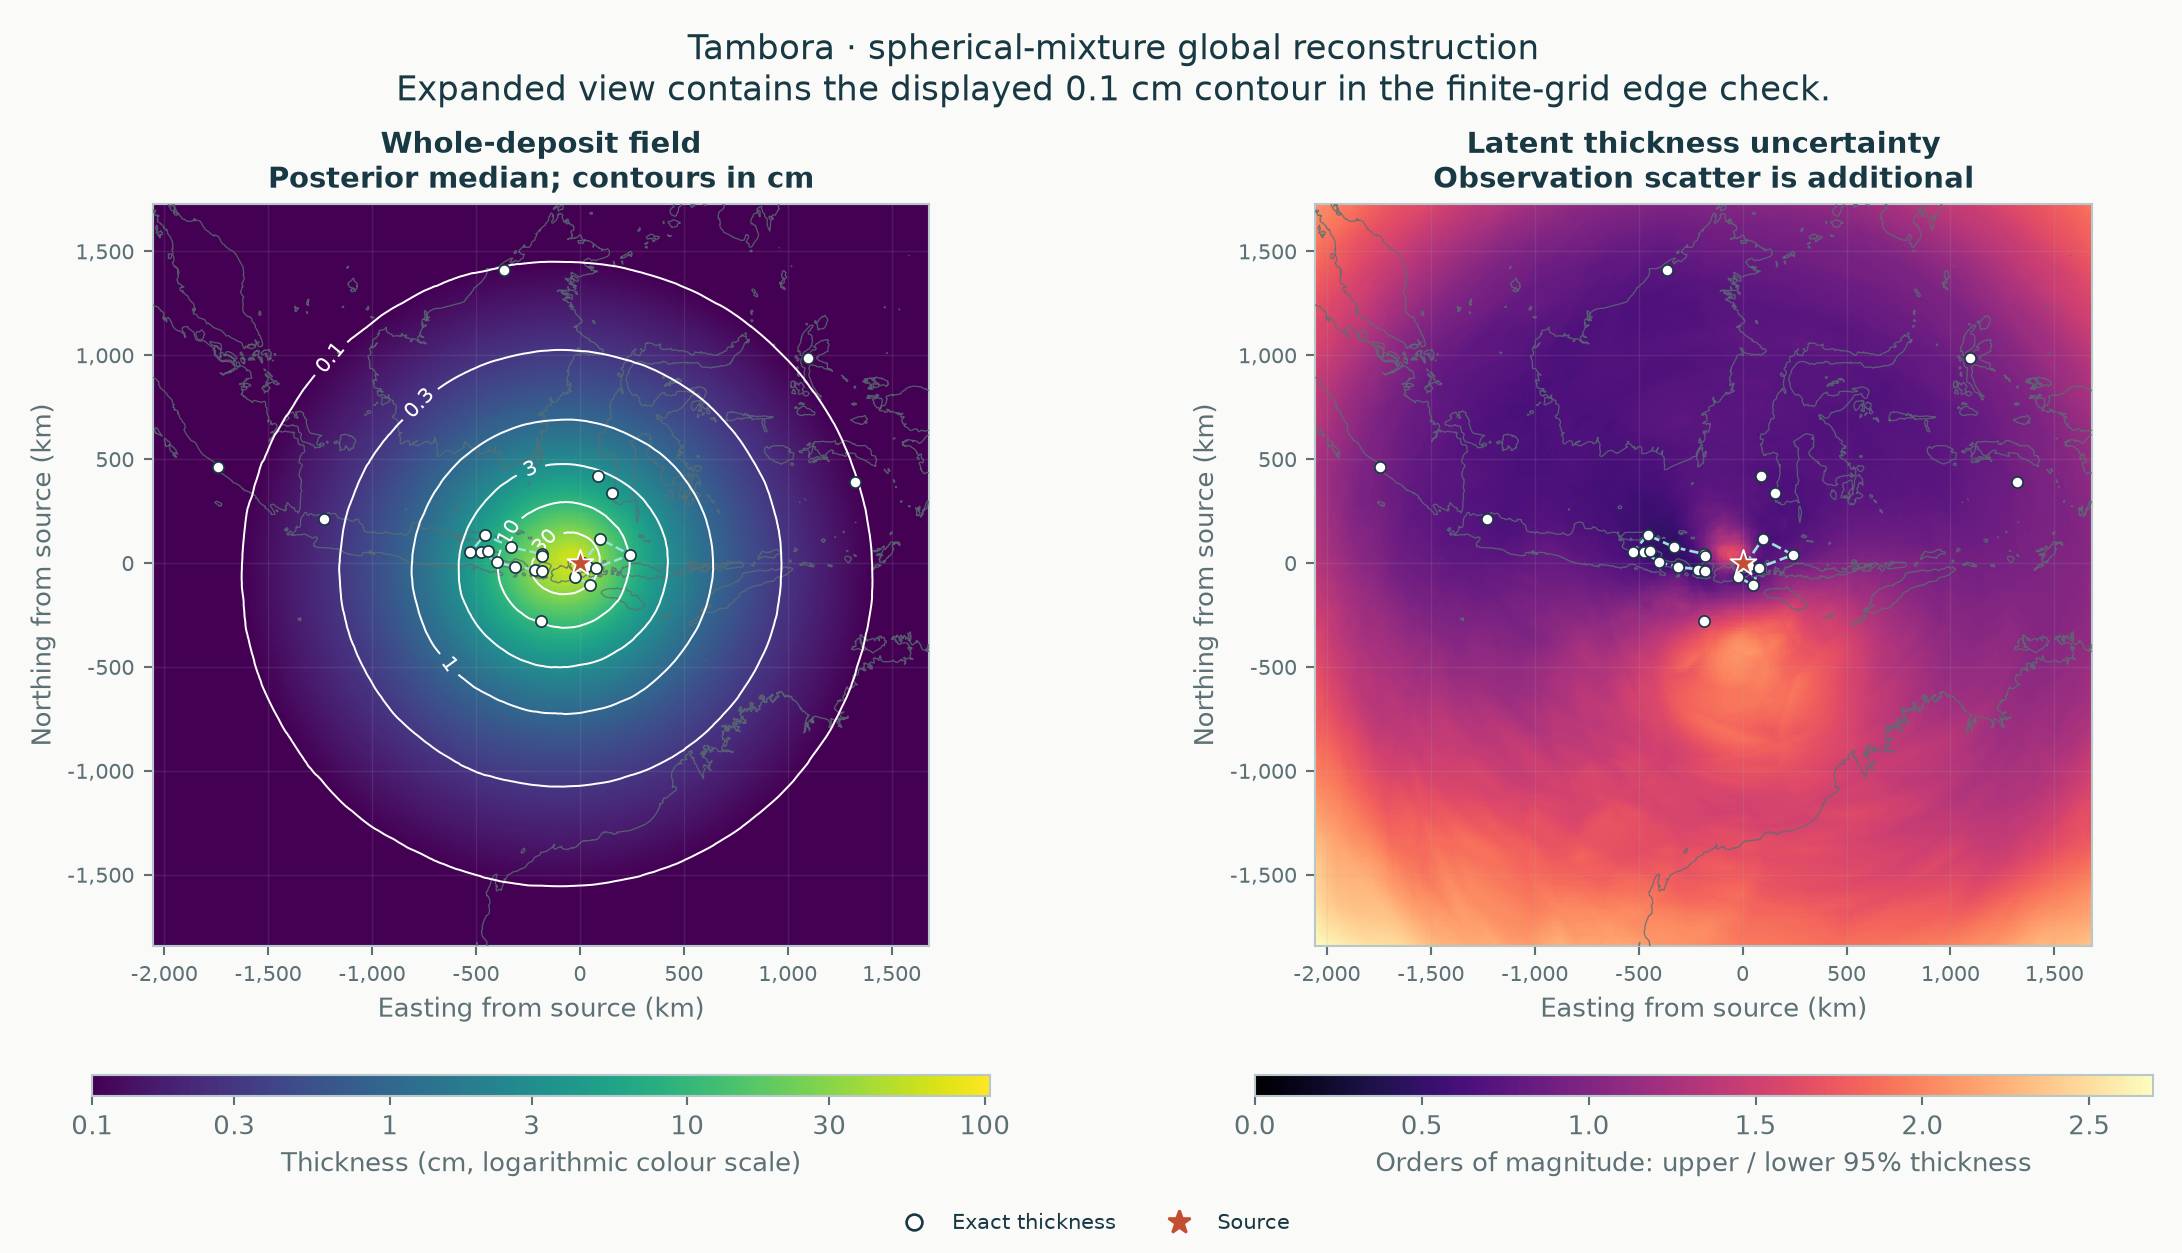 Tambora · spherical-mixture global reconstruction
Expanded view contains the displayed 0.1 cm contour in the finite-grid edge check.
Whole-deposit field
Posterior median; contours in cm
1,500
1,000
500
0
-500
-1,000
-1,500
Northing from source (km)
0.1
0.3
3
10
30
1
-2,000 -1,500 -1,000 -500 0 500 1,000 1,500
Easting from source (km)
0.1 0.3 1 3 10 30 100
Thickness (cm, logarithmic colour scale)
Latent thickness uncertainty
Observation scatter is additional
1,500
1,000
500
0
-500
-1,000
-1,500
Northing from source (km)
-2,000 -1,500 -1,000 -500 0 500 1,000 1,500
Easting from source (km)
0.0 0.5 1.0 1.5 2.0 2.5
Orders of magnitude: upper / lower 95% thickness
Exact thickness Source